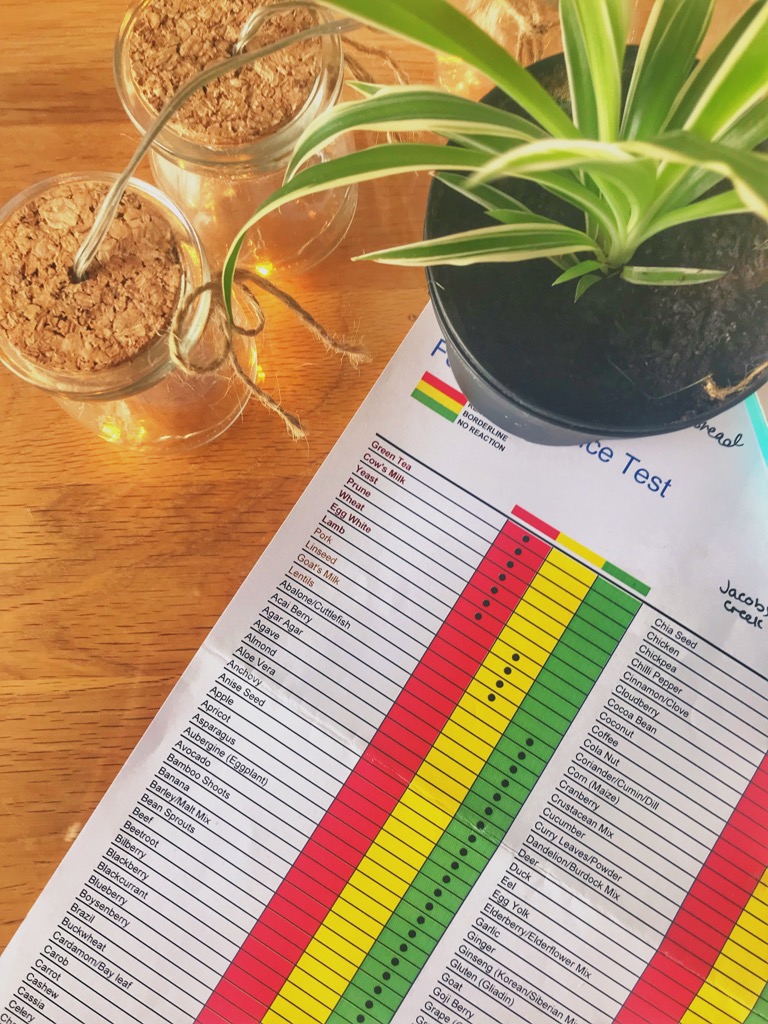 ce Test
BORDERLINE
NO REACTION
Green Tea
Cow's Milk
Yeast
Prune
Wheat
Egg White
Lamb
Pork
Linseed
Goat's Milk
Lentils
Abalone/Cuttlefish
Acai Berry
Agar Agar
Agave
Almond
Aloe Vera
Anchovy
Anise Seed
Apple
Apricot
Asparagus
Aubergine (Eggplant)
Avocado
Bamboo Shoots
Banana
Barley/Malt Mix
Bean Sprouts
Beef
Beetroot
Bilberry
Blackberry
Blackcurrant
Blueberry
Boysenberry
Brazil
Buckwheat
Cardamom/Bay leaf
Carob
Carrot
Cashew
Cassia
Celery
Jacoby
creek
Chia Seed
Chicken
Chickpea
Chilli Pepper
Cinnamon/Clove
Cloudberry
Cocoa Bean
Coconut
Coffee
Cola Nut
Coriander/Cumin/Dill
Corn (Maize)
Cranberry
Crustacean Mix
Cucumber
Curry Leaves/Powder
Dandelion/Burdock Mix
Deer
Duck
Eel
Egg Yolk
Elderberry/Elderflower Mix
Garlic
Ginger
Ginseng (Korean/Siberian Mix
Gluten (Gliadin)
Goat
Goji Berry